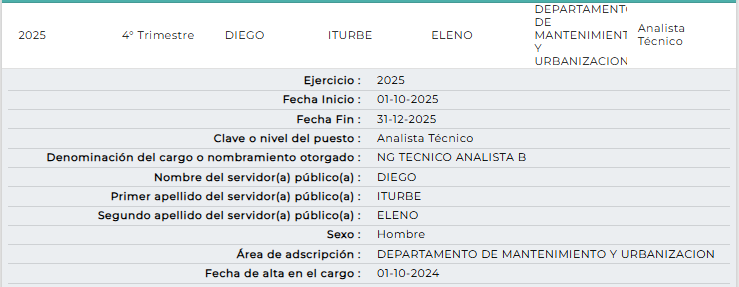 2025 4° Trimestre DIEGO ITURBE ELENO DEPARTAMENTO DE MANTENIMIENT Y URBANIZACION Analista Técnico
Ejercicio : 2025
Fecha Inicio : 01-10-2025
Fecha Fin : 31-12-2025
Clave o nivel del puesto : Analista Técnico
Denominación del cargo o nombramiento otorgado : NG TECNICO ANALISTA B
Nombre del servidor(a) público(a) : DIEGO
Primer apellido del servidor(a) público(a) : ITURBE
Segundo apellido del servidor(a) público(a) : ELENO
Sexo : Hombre
Área de adscripción : DEPARTAMENTO DE MANTENIMIENTO Y URBANIZACION
Fecha de alta en el cargo : 01-10-2024